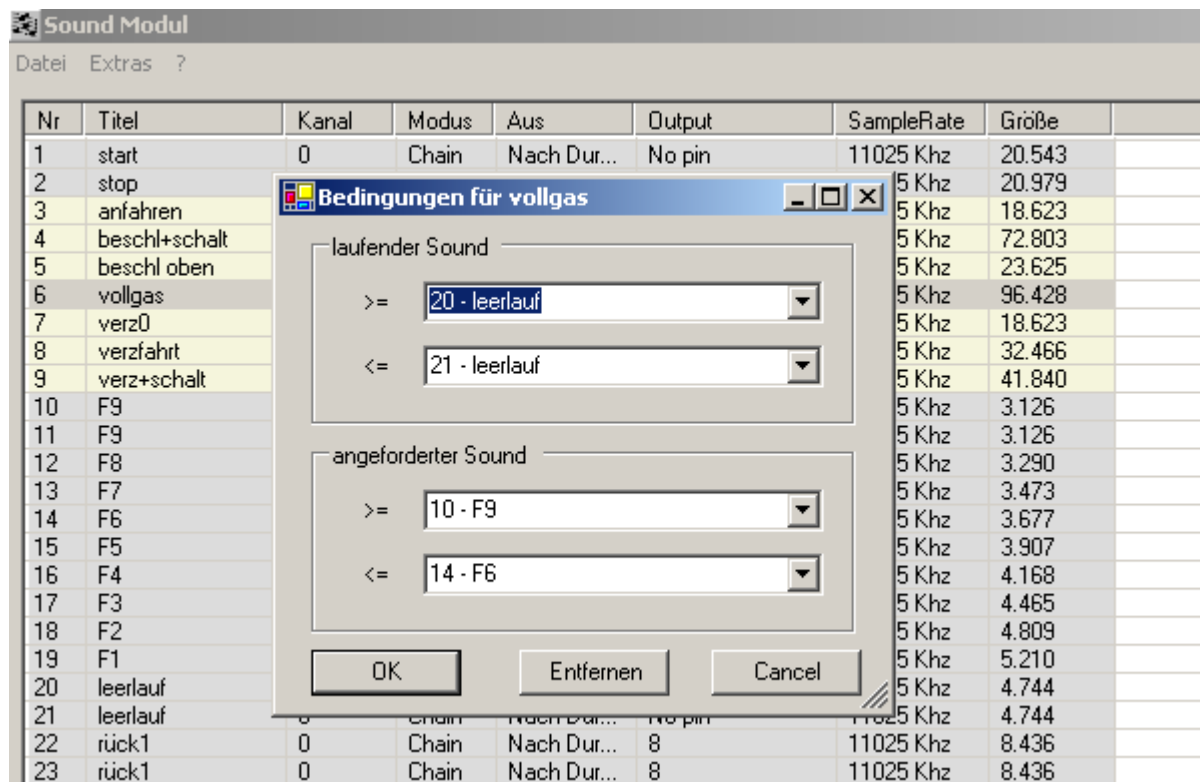 Sound Modul
Datei Extras ?
Nr Titel Kanal Modus Aus Output SampleRate Größe
1 start 0 Chain Nach Dur... No pin 11025 Khz 20.543
2 stop 5 Khz 20.979
Bedingungen für vollgas
3 anfahren 5 Khz 18.623
4 beschl+schalt 5 Khz 72.803
laufender Sound
5 beschl oben 5 Khz 23.625
6 vollgas 5 Khz 96.428
>= 20 - leerlauf
7 verz0 5 Khz 18.623
8 verzfahrt 5 Khz 32.466
<= 21 - leerlauf
9 verz+schalt 5 Khz 41.840
10 F9 5 Khz 3.126
11 F9 5 Khz 3.126
12 F8 5 Khz 3.290
angeforderter Sound
13 F7 5 Khz 3.473
14 F6 5 Khz 3.677
>= 10 - F9
15 F5 5 Khz 3.907
16 F4 5 Khz 4.168
<= 14 - F6
17 F3 5 Khz 4.465
18 F2 5 Khz 4.809
19 F1 5 Khz 5.210
OK Entfernen Cancel
20 leerlauf 5 Khz 4.744
21 leerlauf 0 Chain Nach Dur... No pin 11025 Khz 4.744
22 rück1 0 Chain Nach Dur... 8 11025 Khz 8.436
23 rück1 0 Chain Nach Dur... 8 11025 Khz 8.436